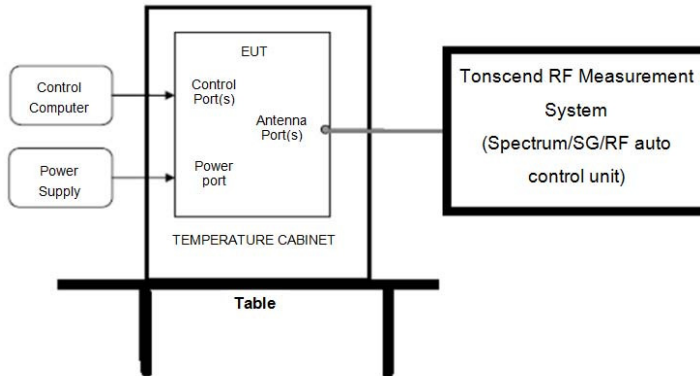 EUT
Control
Computer
Control
Port(s)
Antenna
Port(s)
Power
Supply
Power
port
TEMPERATURE CABINET
Table
Tonscend RF Measurement
System
(Spectrum/SG/RF auto
control unit)